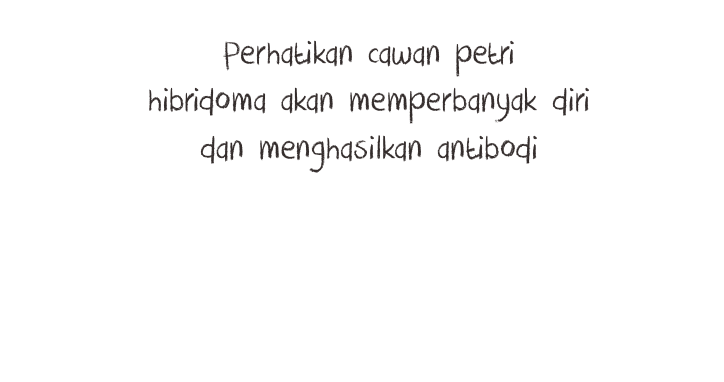 Perhatikan cawan petri
hibridoma akan memperbanyak diri
dan menghasilkan antibodi